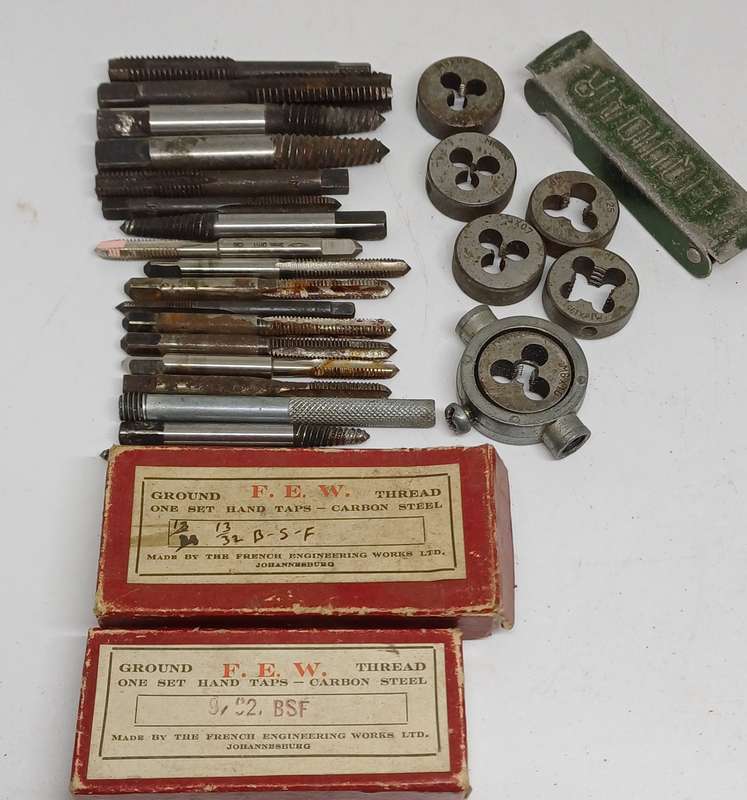 GROUND F. E. W. THREAD
ONE SET HAND TAPS – CARBON STEEL
13/32 B-S-F
MADE BY THE FRENCH ENGINEERING WORKS LTD.
JOHANNESBURG
GROUND F. E. W. THREAD
ONE SET HAND TAPS – CARBON STEEL
9/32. BSF
MADE BY THE FRENCH ENGINEERING WORKS LTD.
JOHANNESBURG